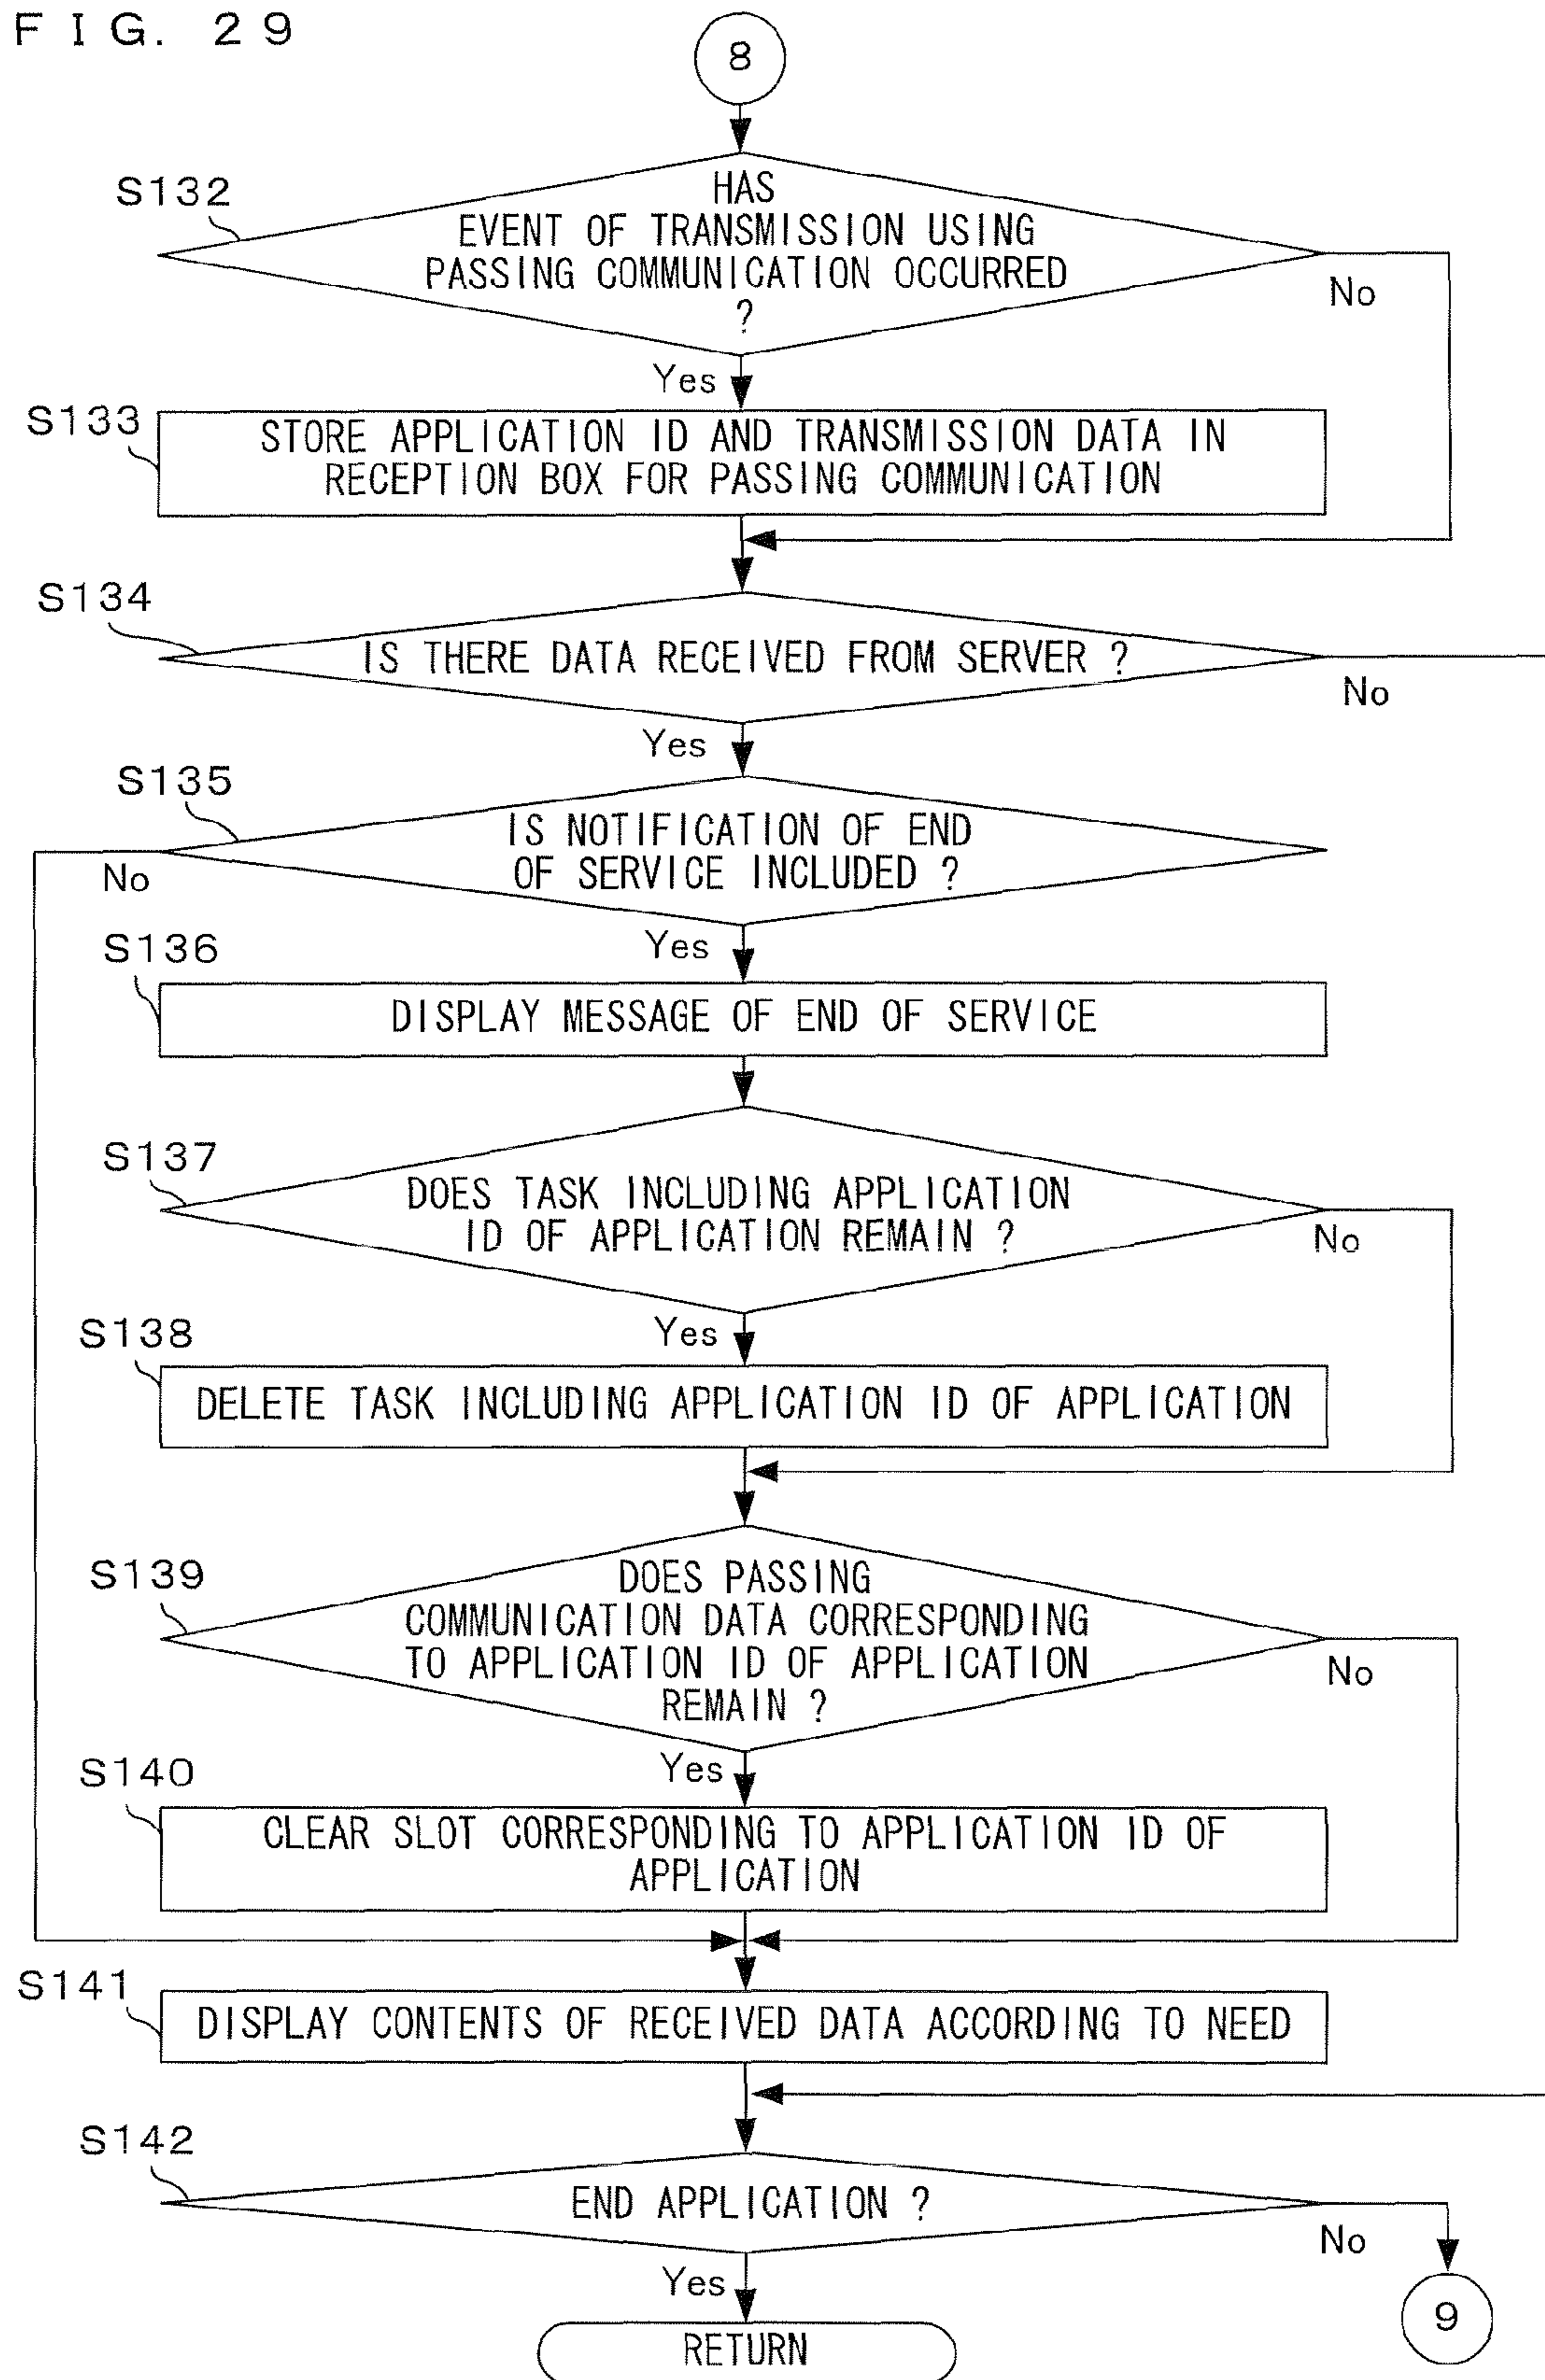 FIG. 29
8
S132
HAS
EVENT OF TRANSMISSION USING
PASSING COMMUNICATION OCCURRED
?
No
Yes
S133
STORE APPLICATION ID AND TRANSMISSION DATA IN
RECEPTION BOX FOR PASSING COMMUNICATION
S134
IS THERE DATA RECEIVED FROM SERVER ?
No
Yes
S135
IS NOTIFICATION OF END
OF SERVICE INCLUDED ?
No
Yes
S136
DISPLAY MESSAGE OF END OF SERVICE
S137
DOES TASK INCLUDING APPLICATION
ID OF APPLICATION REMAIN ?
No
Yes
S138
DELETE TASK INCLUDING APPLICATION ID OF APPLICATION
S139
DOES PASSING
COMMUNICATION DATA CORRESPONDING
TO APPLICATION ID OF APPLICATION
REMAIN ?
No
Yes
S140
CLEAR SLOT CORRESPONDING TO APPLICATION ID OF
APPLICATION
S141
DISPLAY CONTENTS OF RECEIVED DATA ACCORDING TO NEED
S142
END APPLICATION ?
No
Yes
9
RETURN